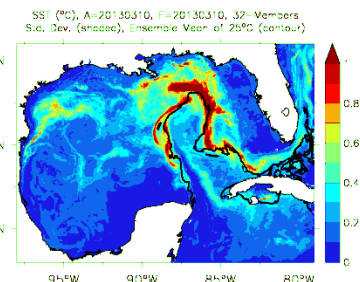 SST (°C), A=20130310, F=20130310, 32-Members
Std. Dev. (shaded), Ensemble Mean of 25°C (contour)
1
0.8
0.6
0.4
0.2
0
N
N
N
95°W 90°W 85°W 80°W